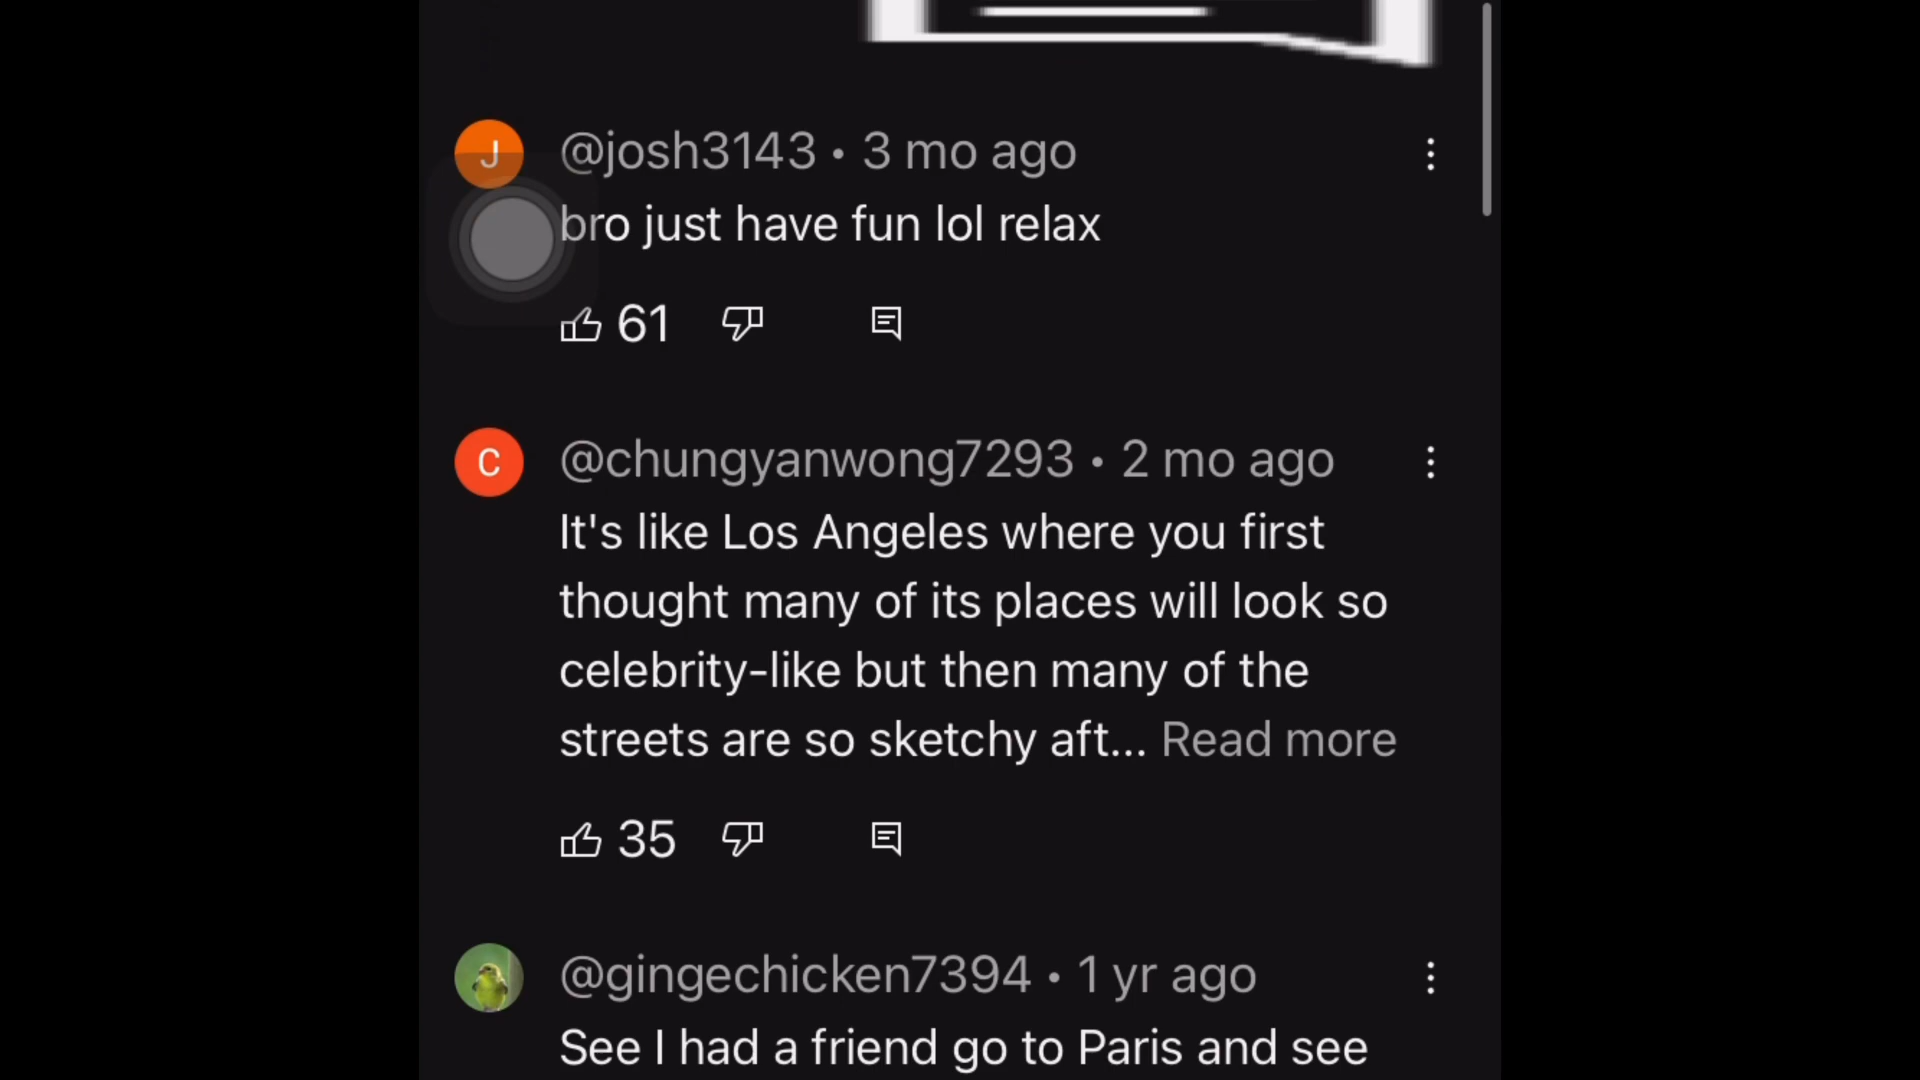 J
@josh3143 • 3 mo ago
bro just have fun lol relax
61
C
@chungyanwong7293 • 2 mo ago
It's like Los Angeles where you first
thought many of its places will look so
celebrity-like but then many of the
streets are so sketchy aft... Read more
35
@gingechicken7394 • 1 yr ago
See I had a friend go to Paris and see